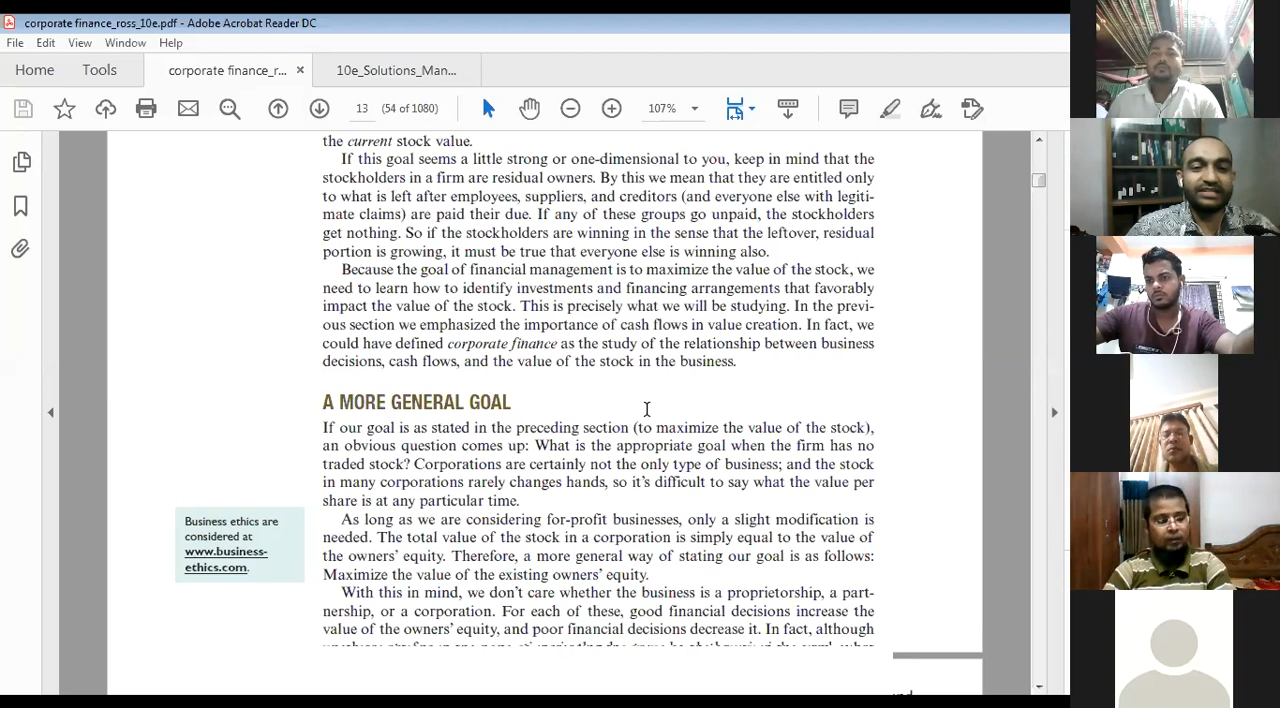 corporate finance_ross_10e.pdf - Adobe Acrobat Reader DC
File Edit View Window Help
Home Tools corporate finance_r... × 10e_Solutions_Man...
13 (54 of 1080) 107%
the current stock value.
If this goal seems a little strong or one-dimensional to you, keep in mind that the
stockholders in a firm are residual owners. By this we mean that they are entitled only
to what is left after employees, suppliers, and creditors (and everyone else with legiti-
mate claims) are paid their due. If any of these groups go unpaid, the stockholders
get nothing. So if the stockholders are winning in the sense that the leftover, residual
portion is growing, it must be true that everyone else is winning also.
Because the goal of financial management is to maximize the value of the stock, we
need to learn how to identify investments and financing arrangements that favorably
impact the value of the stock. This is precisely what we will be studying. In the previ-
ous section we emphasized the importance of cash flows in value creation. In fact, we
could have defined corporate finance as the study of the relationship between business
decisions, cash flows, and the value of the stock in the business.
A MORE GENERAL GOAL
If our goal is as stated in the preceding section (to maximize the value of the stock),
an obvious question comes up: What is the appropriate goal when the firm has no
traded stock? Corporations are certainly not the only type of business; and the stock
in many corporations rarely changes hands, so it's difficult to say what the value per
share is at any particular time.
As long as we are considering for-profit businesses, only a slight modification is
needed. The total value of the stock in a corporation is simply equal to the value of
the owners' equity. Therefore, a more general way of stating our goal is as follows:
Maximize the value of the existing owners' equity.
With this in mind, we don't care whether the business is a proprietorship, a part-
nership, or a corporation. For each of these, good financial decisions increase the
value of the owners' equity, and poor financial decisions decrease it. In fact, although
Business ethics are
considered at
www.business-
ethics.com.